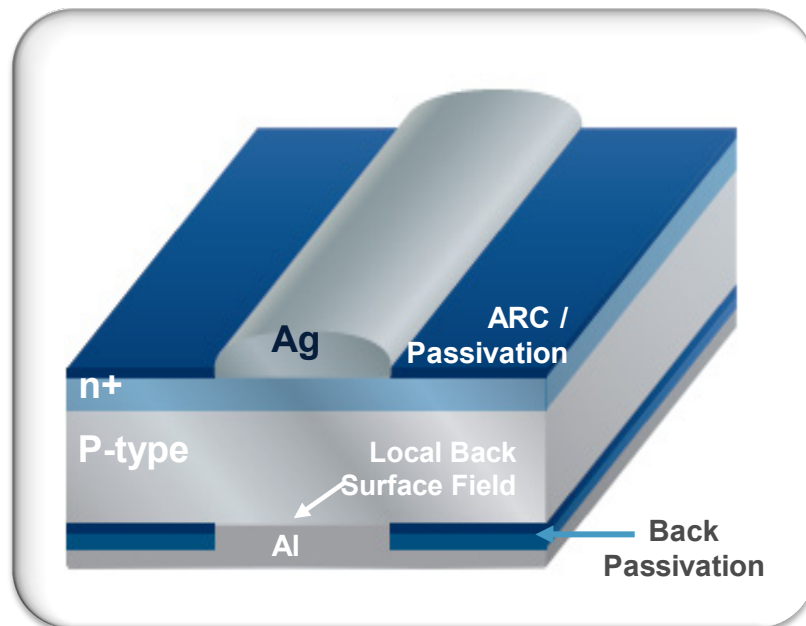 Ag
ARC /
Passivation
n+
P-type
Local Back
Surface Field
Al
Back
Passivation